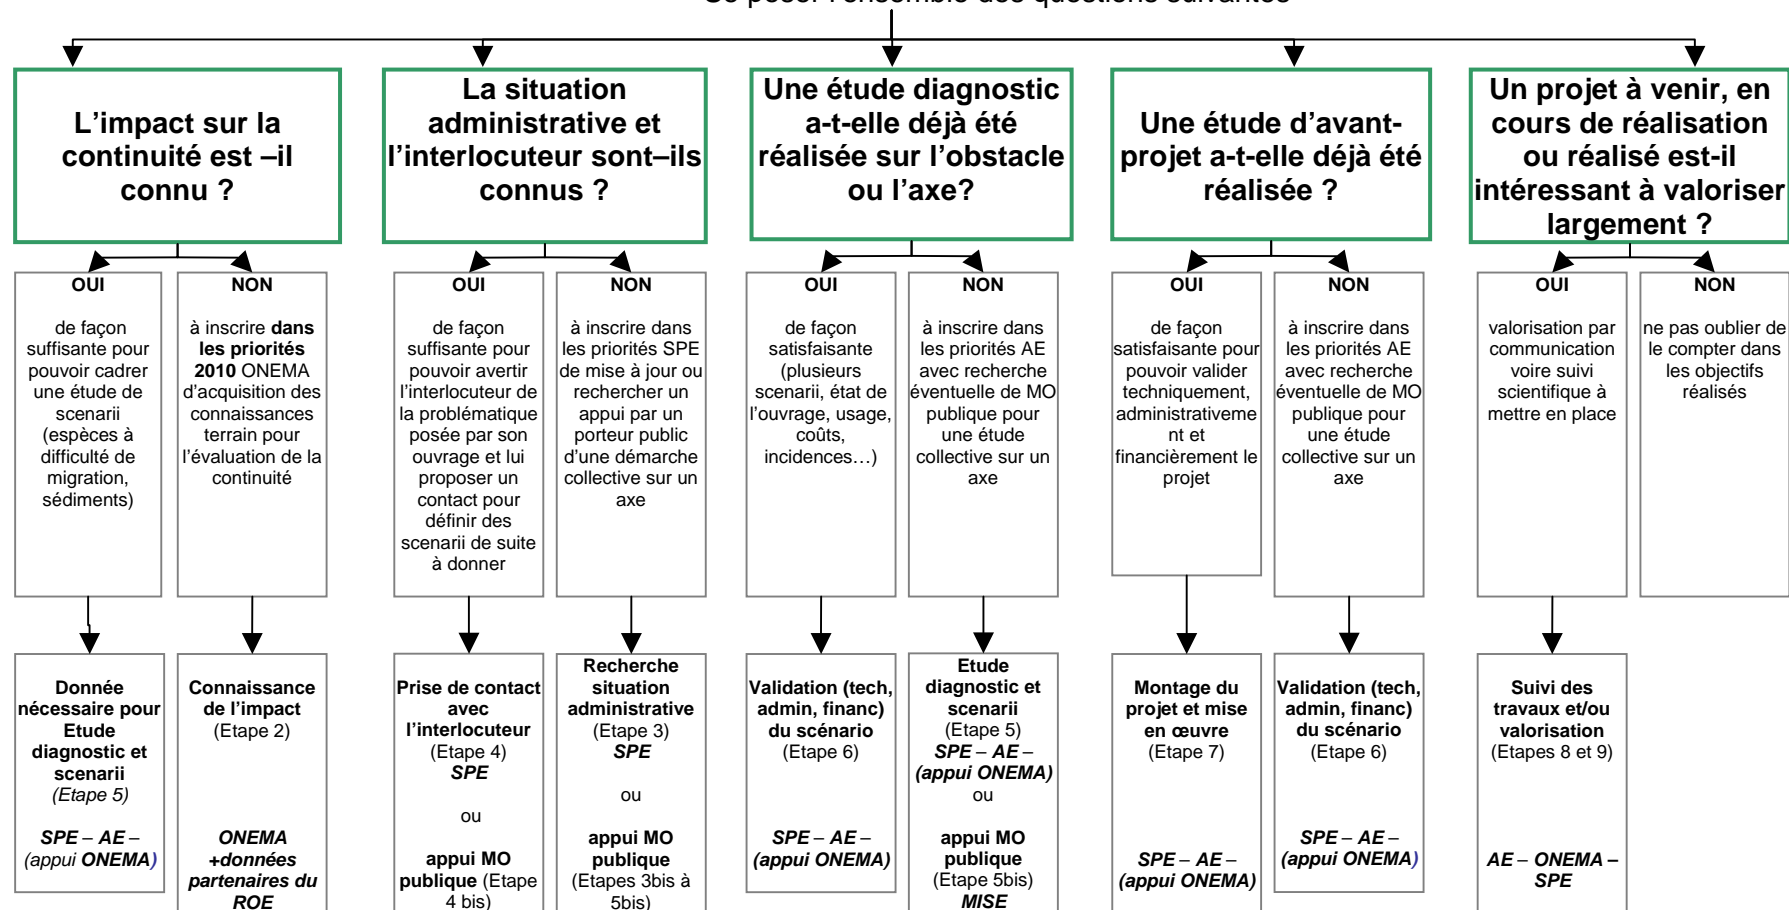 Se poser l'ensemble des questions suivantes
L'impact sur la
continuité est –il
connu ?
La situation
administrative et
l'interlocuteur sont–ils
connus ?
Une étude diagnostic
a-t-elle déjà été
réalisée sur l'obstacle
ou l'axe?
Une étude d'avant-
projet a-t-elle déjà été
réalisée ?
Un projet à venir, en
cours de réalisation
ou réalisé est-il
intéressant à valoriser
largement ?
OUI
de façon
suffisante pour
pouvoir cadrer
une étude de
scenarii
(espèces à
difficulté de
migration,
sédiments)
NON
à inscrire dans
les priorités
2010 ONEMA
d'acquisition des
connaissances
terrain pour
l'évaluation de la
continuité
OUI
de façon
suffisante pour
pouvoir avertir
l'interlocuteur de
la problématique
posée par son
ouvrage et lui
proposer un
contact pour
définir des
scenarii de suite
à donner
NON
à inscrire dans
les priorités SPE
de mise à jour ou
rechercher un
appui par un
porteur public
d'une démarche
collective sur un
axe
OUI
de façon
satisfaisante
(plusieurs
scenarii, état de
l'ouvrage, usage,
coûts,
incidences…)
NON
à inscrire dans
les priorités AE
avec recherche
éventuelle de MO
publique pour
une étude
collective sur un
axe
OUI
de façon
satisfaisante pour
pouvoir valider
techniquement,
administrativeme
nt et
financièrement le
projet
NON
à inscrire dans
les priorités AE
avec recherche
éventuelle de MO
publique pour
une étude
collective sur un
axe
OUI
valorisation par
communication
voire suivi
scientifique à
mettre en place
NON
ne pas oublier de
le compter dans
les objectifs
réalisés
Donnée
nécessaire pour
Etude
diagnostic et
scenarii
(Etape 5)
SPE – AE –
(appui ONEMA)
Connaissance
de l'impact
(Etape 2)
ONEMA
+données
partenaires du
ROE
Prise de contact
avec
l'interlocuteur
(Etape 4)
SPE
ou
appui MO
publique (Etape
4 bis)
Recherche
situation
administrative
(Etape 3)
SPE
ou
appui MO
publique
(Etapes 3bis à
5bis)
Validation (tech,
admin, financ)
du scénario
(Etape 6)
SPE – AE –
(appui ONEMA)
Etude
diagnostic et
scenarii
(Etape 5)
SPE – AE –
(appui ONEMA)
ou
appui MO
publique
(Etape 5bis)
MISE
Montage du
projet et mise
en œuvre
(Etape 7)
SPE – AE –
(appui ONEMA)
Validation (tech,
admin, financ)
du scénario
(Etape 6)
SPE – AE –
(appui ONEMA)
Suivi des
travaux et/ou
valorisation
(Etapes 8 et 9)
AE – ONEMA –
SPE